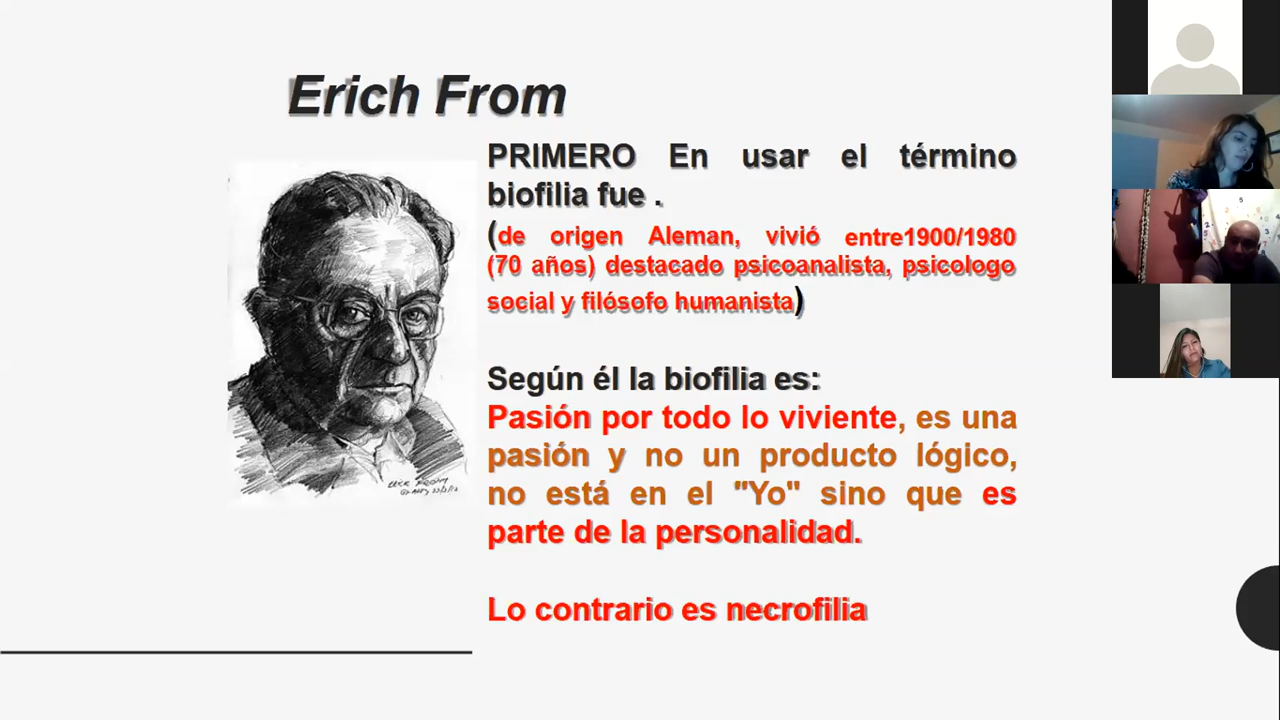 Erich From
PRIMERO En usar el término
biofilia fue .
(de origen Aleman, vivió entre1900/1980
(70 años) destacado psicoanalista, psicologo
social y filósofo humanista)
Según él la biofilia es:
Pasión por todo lo viviente, es una
pasión y no un producto lógico,
no está en el "Yo" sino que es
parte de la personalidad.
Lo contrario es necrofilia